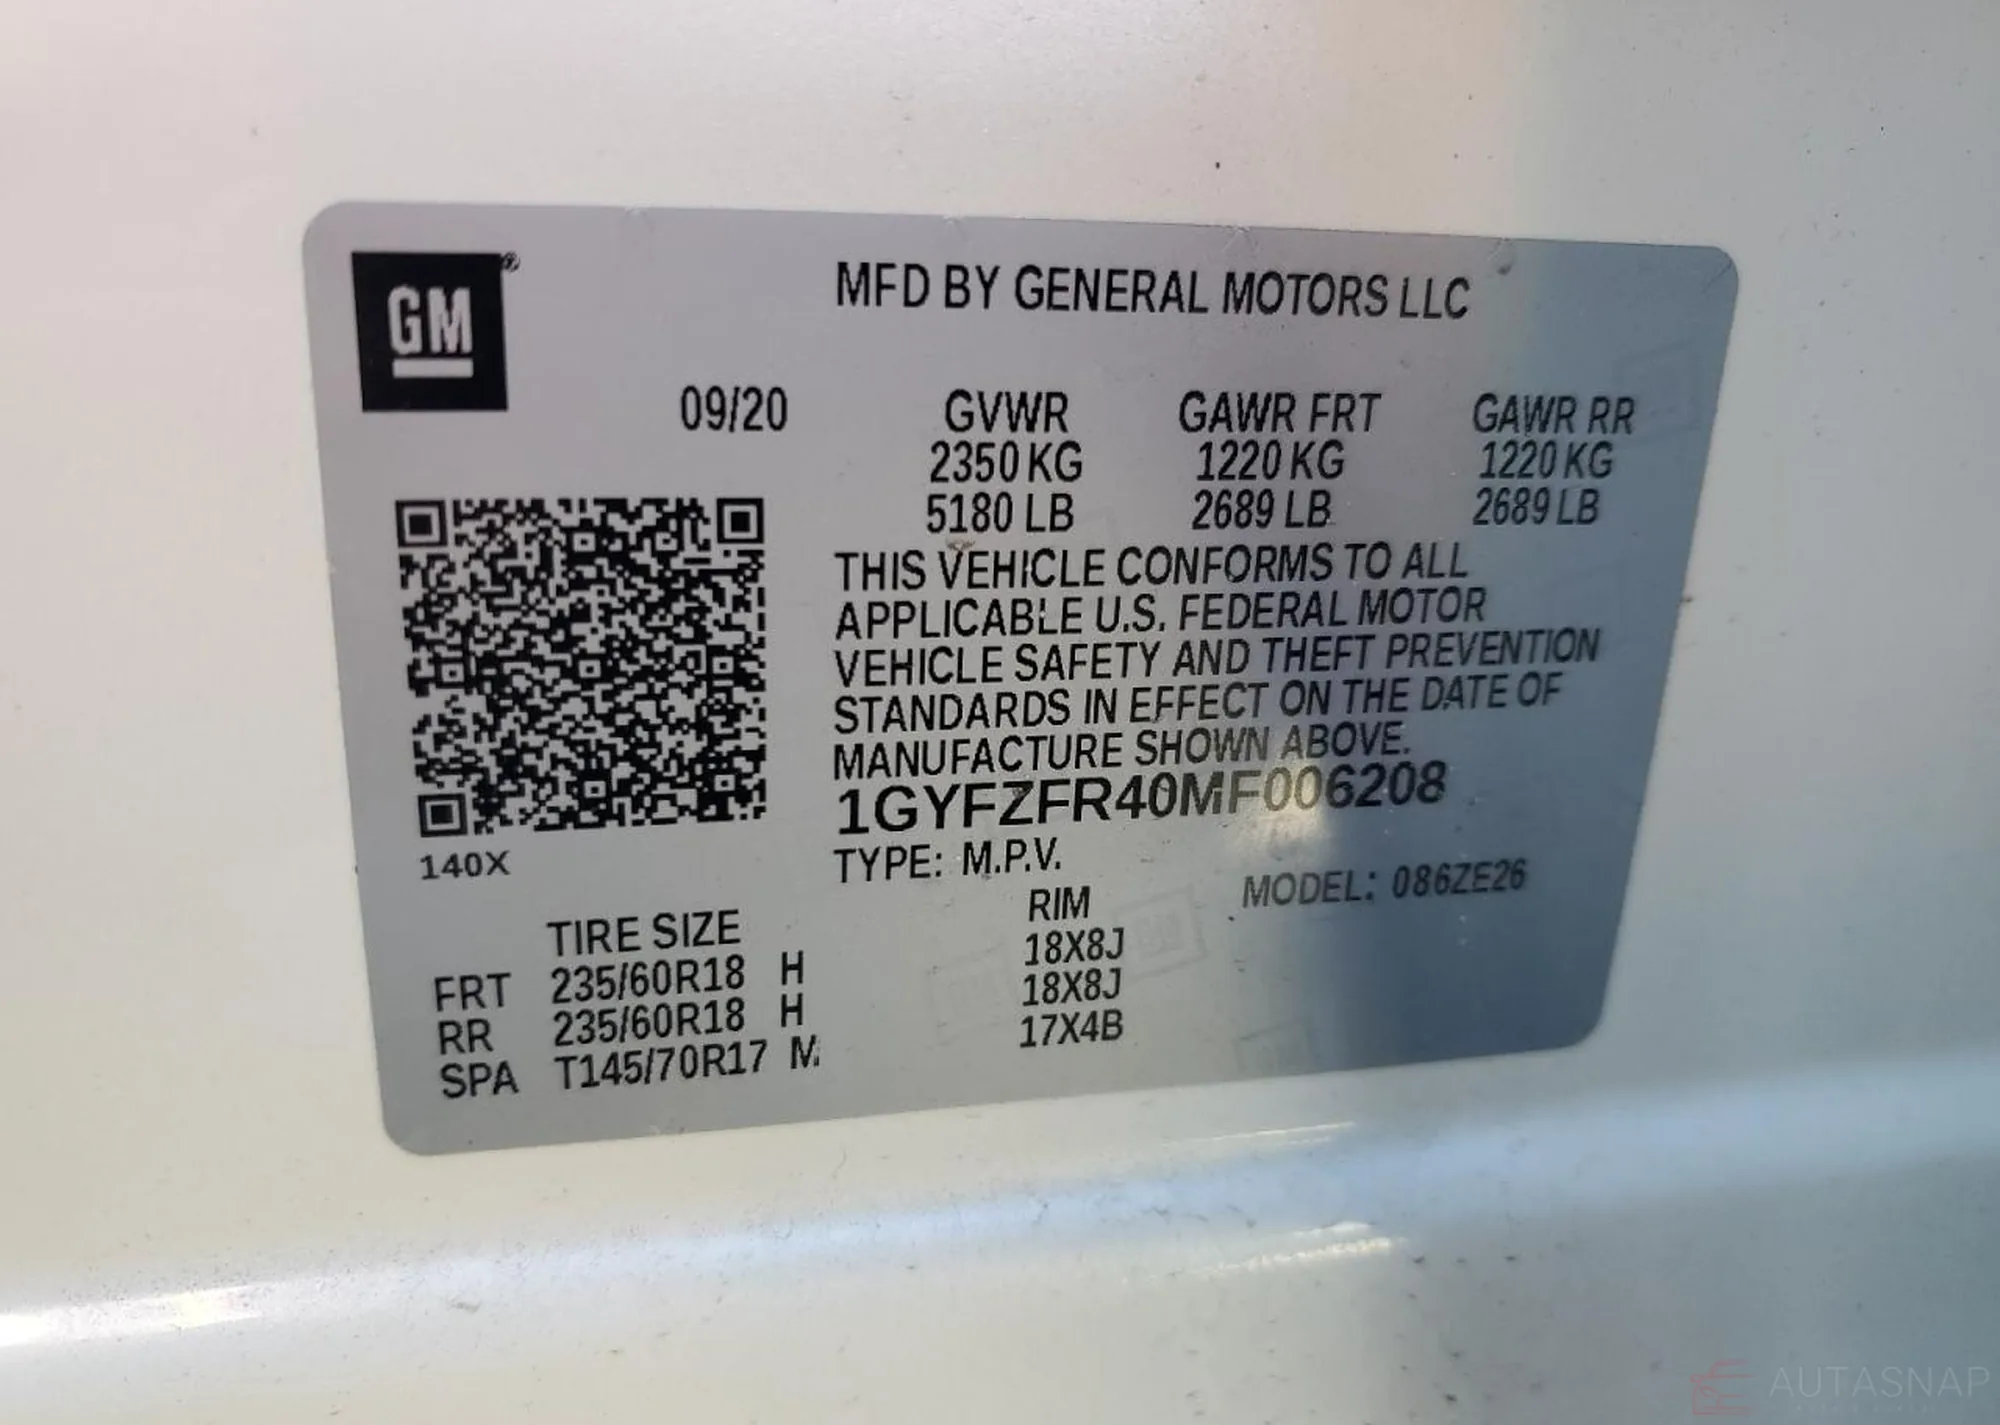 GM®
MFD BY GENERAL MOTORS LLC
09/20 GVWR GAWR FRT GAWR RR
2350 KG 1220 KG 1220 KG
5180 LB 2689 LB 2689 LB
THIS VEHICLE CONFORMS TO ALL
APPLICABLE U.S. FEDERAL MOTOR
VEHICLE SAFETY AND THEFT PREVENTION
STANDARDS IN EFFECT ON THE DATE OF
MANUFACTURE SHOWN ABOVE.
1GYFZFR40MF006208
140X
TYPE: M.P.V. MODEL: 086ZE26
TIRE SIZE RIM
FRT 235/60R18 H 18X8J
RR 235/60R18 H 18X8J
SPA T145/70R17 M 17X4B
AUTASNAP